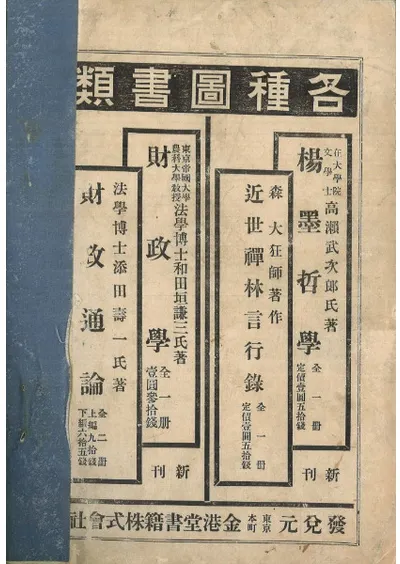 各種圖書類
在大學院
文學士
高瀨武次郎氏著
楊墨哲學
全一册
定價壹圓五拾錢
新刊
森大狂師著作
近世禪林言行錄
全一册
定價壹圓五拾錢
東京帝國大學
農科大學教授
法學博士和田垣謙三氏著
財政學
全一册
壹圓參拾錢
新刊
法學博士添田壽一氏著
財政通論
全二册
上編九拾錢
下編六拾五錢
發兌元
東京
本町
金港堂書籍株式會社